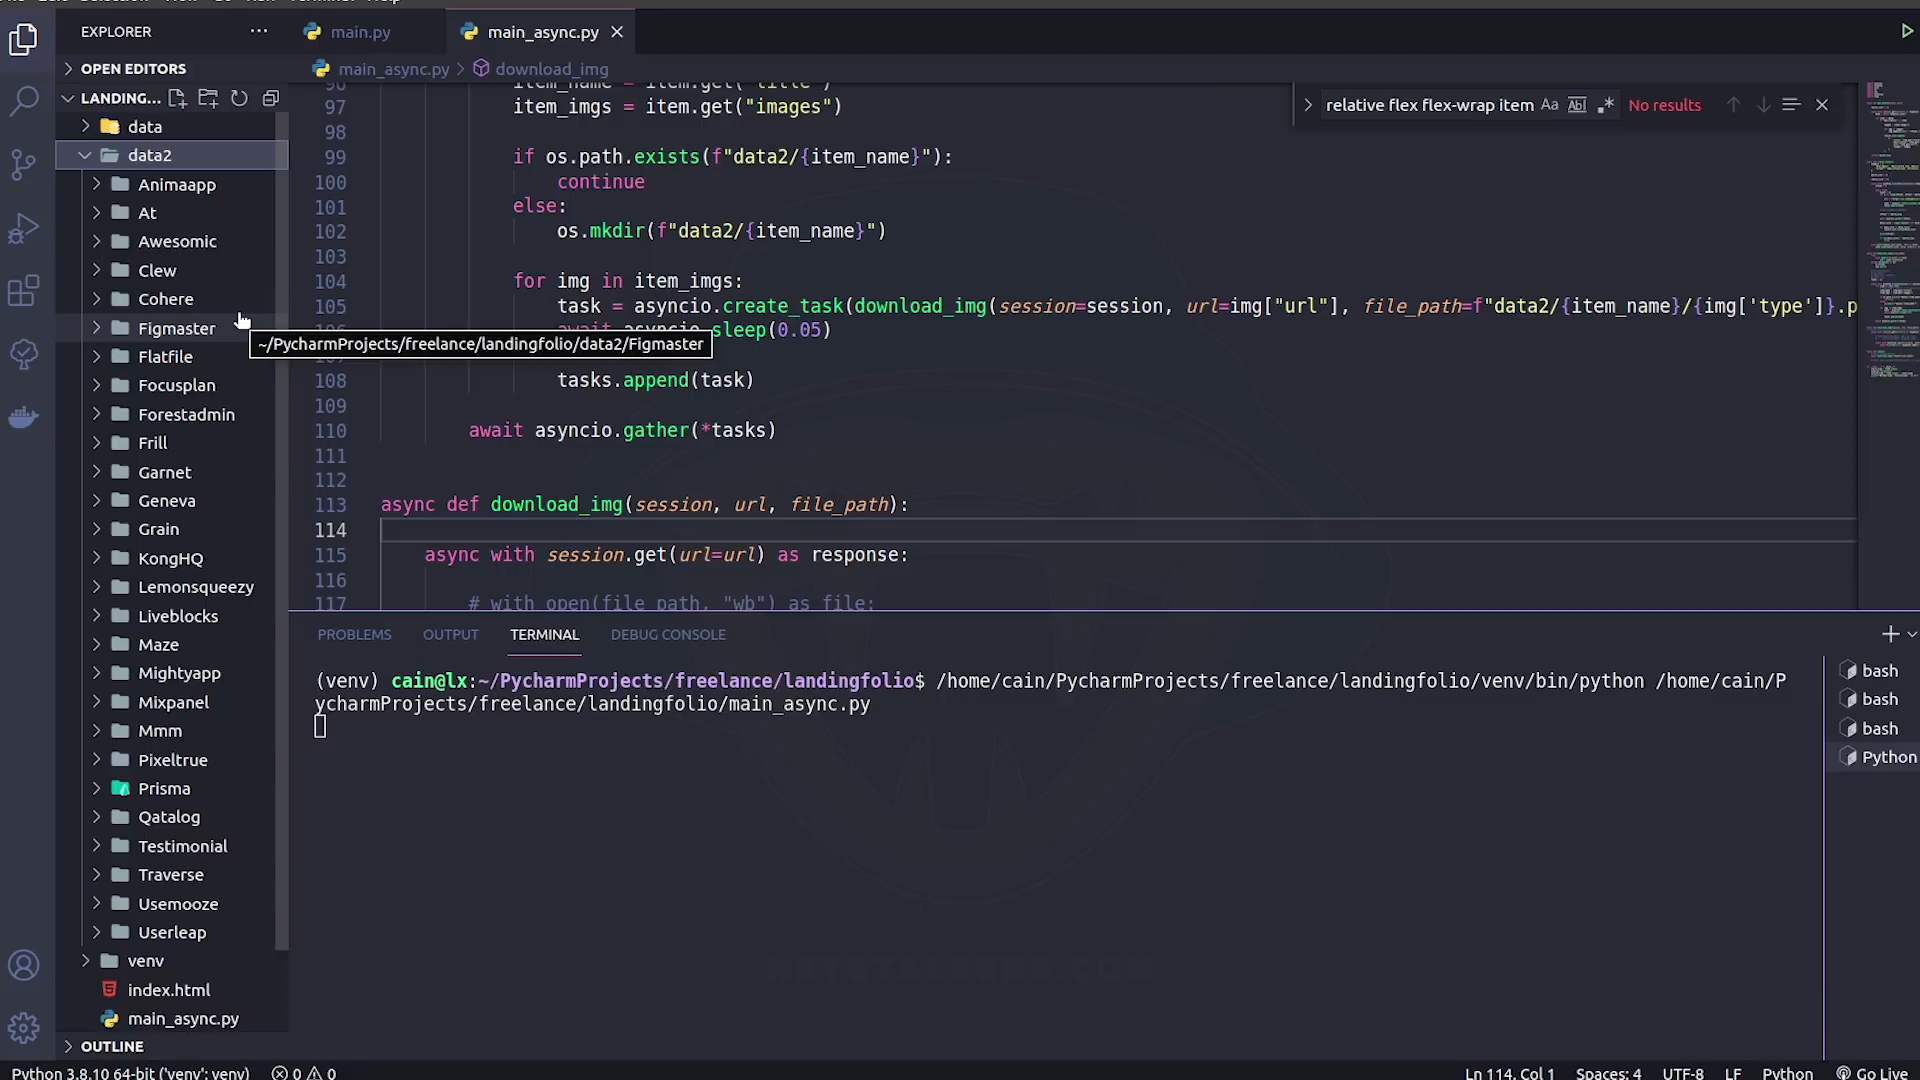 EXPLORER
main.py
main_async.py
OPEN EDITORS
main_async.py > download_img
LANDING...
relative flex flex-wrap item
No results
data
data2
Animaapp
At
Awesomic
Clew
Cohere
Figmaster
Flatfile
Focusplan
Forestadmin
Frill
Garnet
Geneva
Grain
KongHQ
Lemonsqueezy
Liveblocks
Maze
Mightyapp
Mixpanel
Mmm
Pixeltrue
Prisma
Qatalog
Testimonial
Traverse
Usemooze
Userleap
venv
index.html
main_async.py
OUTLINE
96 item_name = item.get("title")
97 item_imgs = item.get("images")
98
99 if os.path.exists(f"data2/{item_name}"):
100 continue
101 else:
102 os.mkdir(f"data2/{item_name}")
103
104 for img in item_imgs:
105 task = asyncio.create_task(download_img(session=session, url=img["url"], file_path=f"data2/{item_name}/{img['type']}.p
106 await asyncio.sleep(0.05)
~/PycharmProjects/freelance/landingfolio/data2/Figmaster
108 tasks.append(task)
109
110 await asyncio.gather(*tasks)
111
112
113 async def download_img(session, url, file_path):
114
115 async with session.get(url=url) as response:
116
117 # with open(file_path, "wb") as file:
PROBLEMS
OUTPUT
TERMINAL
DEBUG CONSOLE
(venv) cain@lx:~/PycharmProjects/freelance/landingfolio$ /home/cain/PycharmProjects/freelance/landingfolio/venv/bin/python /home/cain/P
ycharmProjects/freelance/landingfolio/main_async.py
bash
bash
bash
Python
Python 3.8.10 64-bit ('venv': venv)
0 0
Ln 114, Col 1
Spaces: 4
UTF-8
LF
Python
Go Live